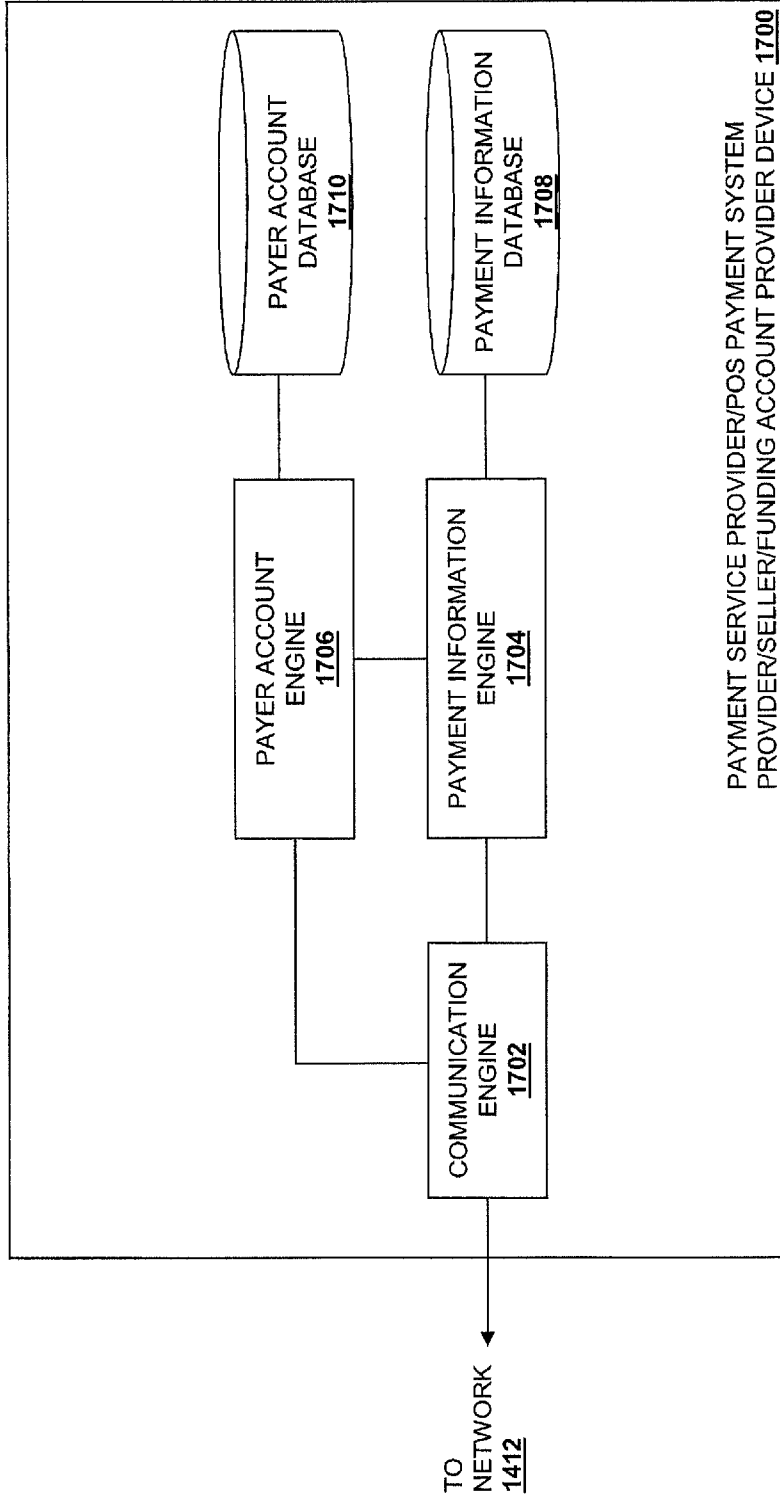 PAYER ACCOUNT
DATABASE
1710
PAYMENT INFORMATION
DATABASE
1708
PAYER ACCOUNT
ENGINE
1706
PAYMENT INFORMATION
ENGINE
1704
COMMUNICATION
ENGINE
1702
TO
NETWORK
1412
PAYMENT SERVICE PROVIDER/POS PAYMENT SYSTEM
PROVIDER/SELLER/FUNDING ACCOUNT PROVIDER DEVICE 1700